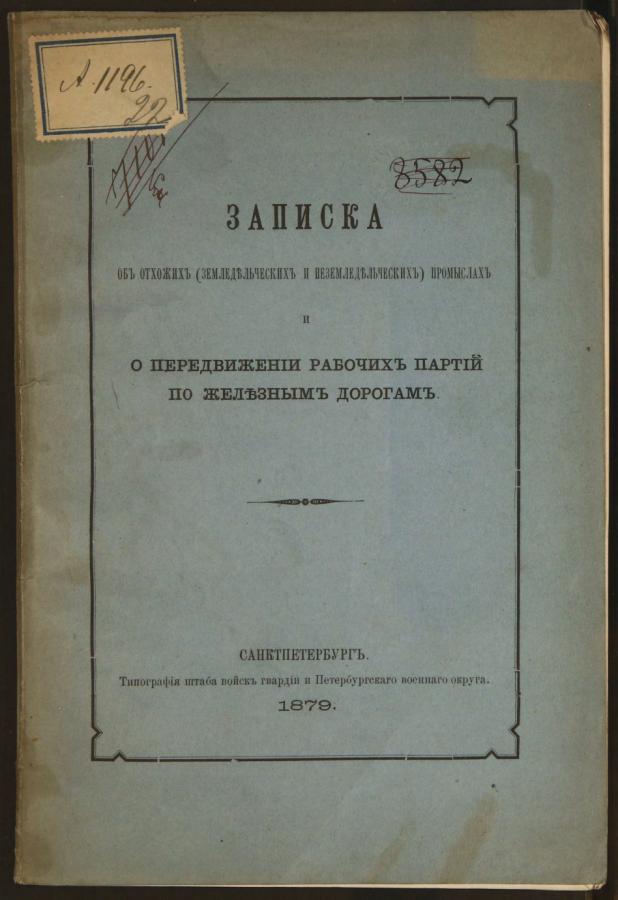 А. 1196.
22
8582
ЗАПИСКА
ОБЪ ОТХОЖИХЪ (ЗЕМЛЕДѢЛЬЧЕСКИХЪ И НЕЗЕМЛЕДѢЛЬЧЕСКИХЪ) ПРОМЫСЛАХЪ
И
О ПЕРЕДВИЖЕНІИ РАБОЧИХЪ ПАРТІЙ
ПО ЖЕЛѢЗНЫМЪ ДОРОГАМЪ.
САНКТПЕТЕРБУРГЪ.
Типографія штаба войскъ гвардіи и Петербургскаго военнаго округа.
1879.